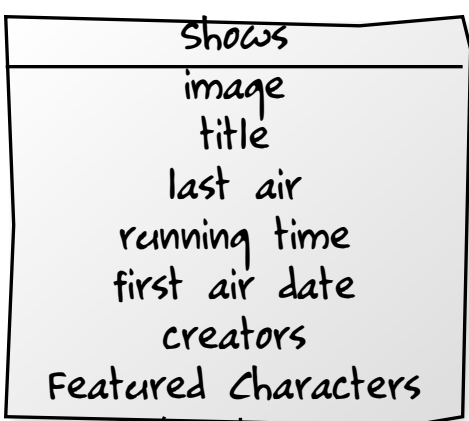 Shows
image
title
last air
running time
first air date
creators
Featured Characters